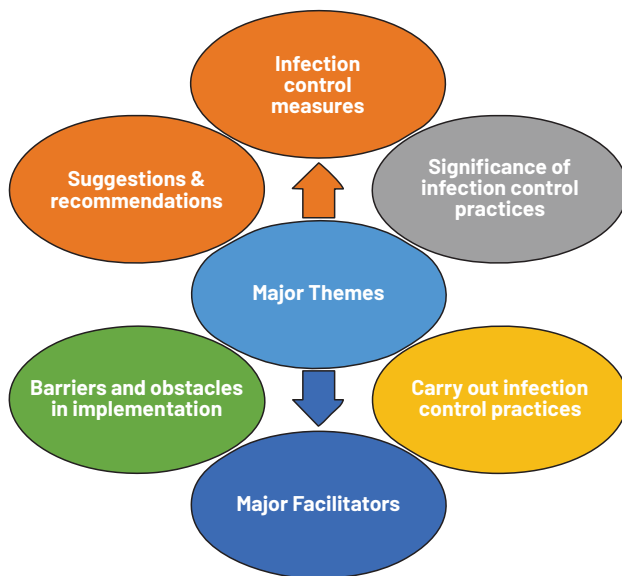 Infection
control
measures
Suggestions &
recommendations
Significance of
infection control
practices
Major Themes
Barriers and obstacles
in implementation
Carry out infection
control practices
Major Facilitators